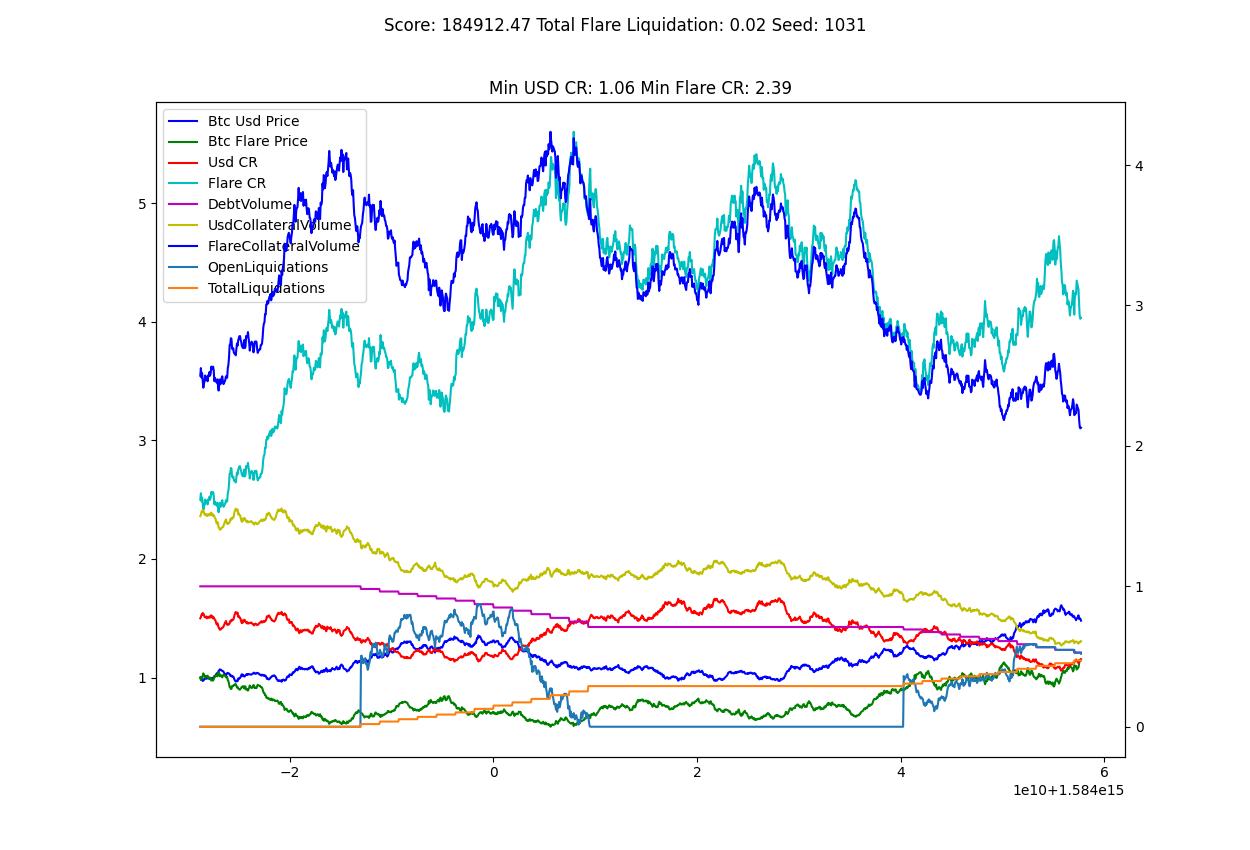 Score: 184912.47 Total Flare Liquidation: 0.02 Seed: 1031
Min USD CR: 1.06 Min Flare CR: 2.39
Btc Usd Price
Btc Flare Price
Usd CR
Flare CR
DebtVolume
UsdCollateralVolume
FlareCollateralVolume
OpenLiquidations
TotalLiquidations
5
4
3
2
1
4
3
2
1
0
−2
0
2
4
6
1e10+1.584e15